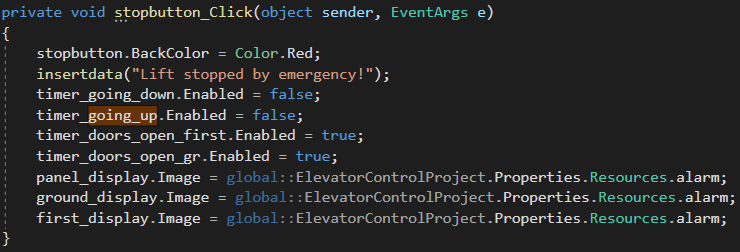 private void stopbutton_Click(object sender, EventArgs e)
{
stopbutton.BackColor = Color.Red;
insertdata("Lift stopped by emergency!");
timer_going_down.Enabled = false;
timer_going_up.Enabled = false;
timer_doors_open_first.Enabled = true;
timer_doors_open_gr.Enabled = true;
panel_display.Image = global::ElevatorControlProject.Properties.Resources.alarm;
ground_display.Image = global::ElevatorControlProject.Properties.Resources.alarm;
first_display.Image = global::ElevatorControlProject.Properties.Resources.alarm;
}